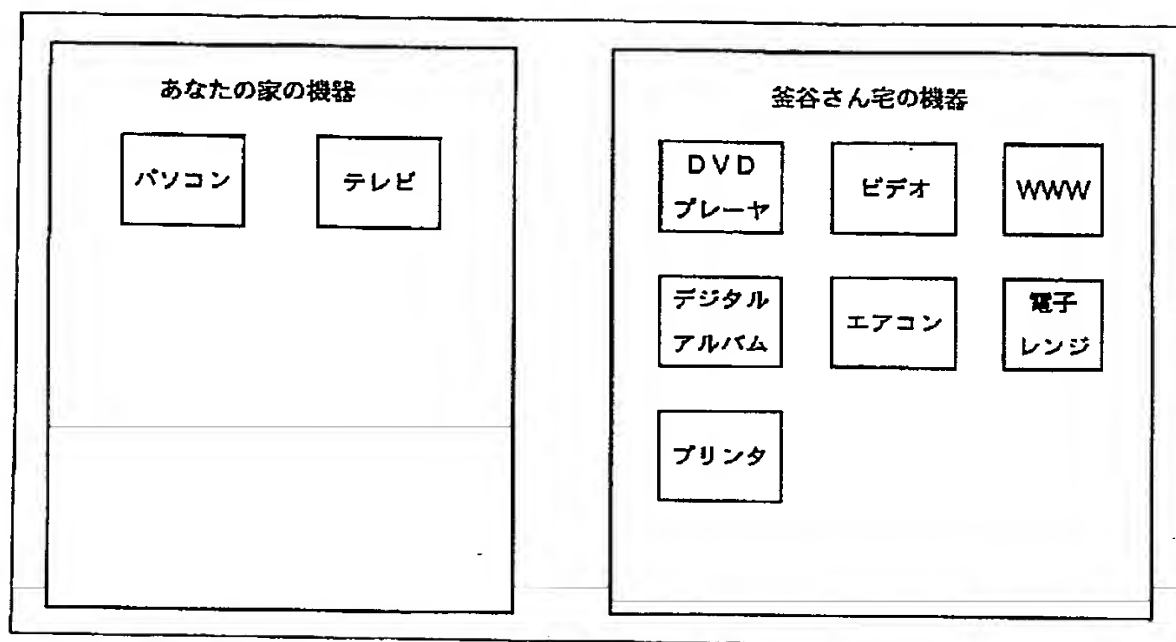 あなたの家の機器
パソコン
テレビ
釜谷さん宅の機器
DVD
プレーヤ
ビデオ
WWW
デジタル
アルバム
エアコン
電子
レンジ
プリンタ